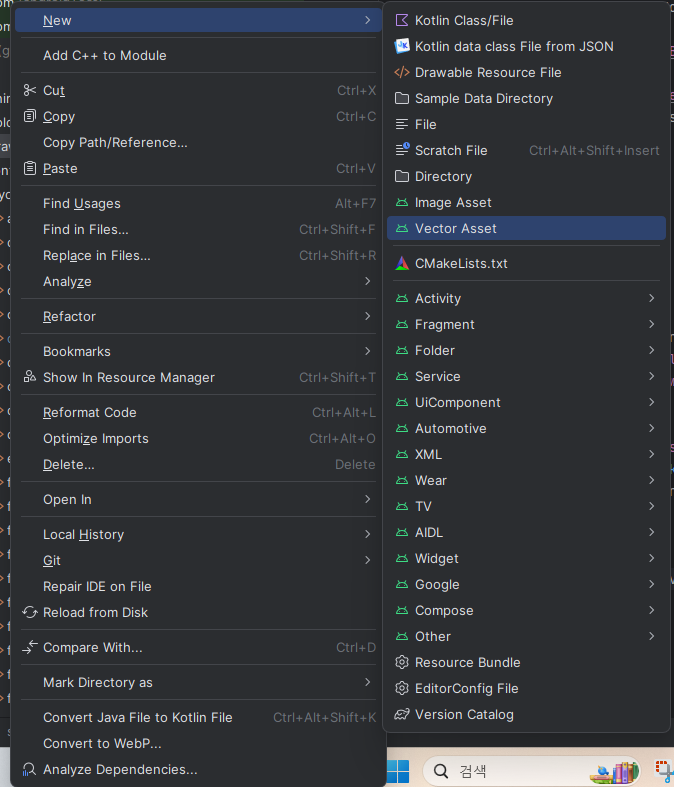 New
Add C++ to Module
Cut Ctrl+X
Copy Ctrl+C
Copy Path/Reference...
Paste Ctrl+V
Find Usages Alt+F7
Find in Files... Ctrl+Shift+F
Replace in Files... Ctrl+Shift+R
Analyze
Refactor
Bookmarks
Show In Resource Manager Ctrl+Shift+T
Reformat Code Ctrl+Alt+L
Optimize Imports Ctrl+Alt+O
Delete... Delete
Open In
Local History
Git
Repair IDE on File
Reload from Disk
Compare With... Ctrl+D
Mark Directory as
Convert Java File to Kotlin File Ctrl+Alt+Shift+K
Convert to WebP...
Analyze Dependencies...
Kotlin Class/File
Kotlin data class File from JSON
Drawable Resource File
Sample Data Directory
File
Scratch File Ctrl+Alt+Shift+Insert
Directory
Image Asset
Vector Asset
CMakeLists.txt
Activity
Fragment
Folder
Service
UiComponent
Automotive
XML
Wear
TV
AIDL
Widget
Google
Compose
Other
Resource Bundle
EditorConfig File
Version Catalog
검색